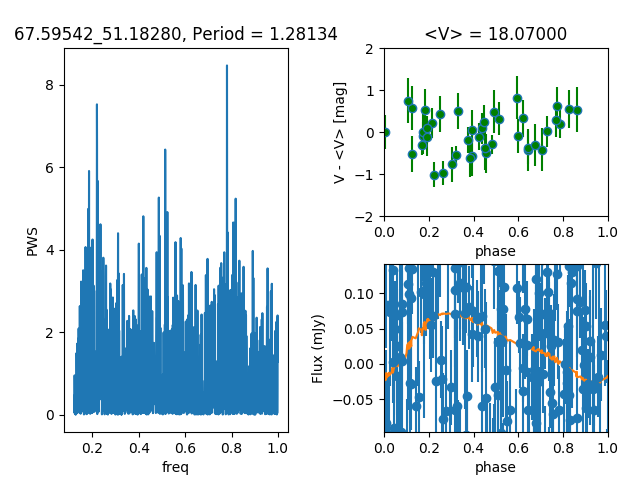 67.59542_51.18280, Period = 1.28134
<V> = 18.07000
8
6
4
2
0
PWS
0.2 0.4 0.6 0.8 1.0
freq
2
1
0
−1
−2
V - <V> [mag]
0.0 0.2 0.4 0.6 0.8 1.0
phase
0.10
0.05
0.00
−0.05
Flux (mJy)
0.0 0.2 0.4 0.6 0.8 1.0
phase